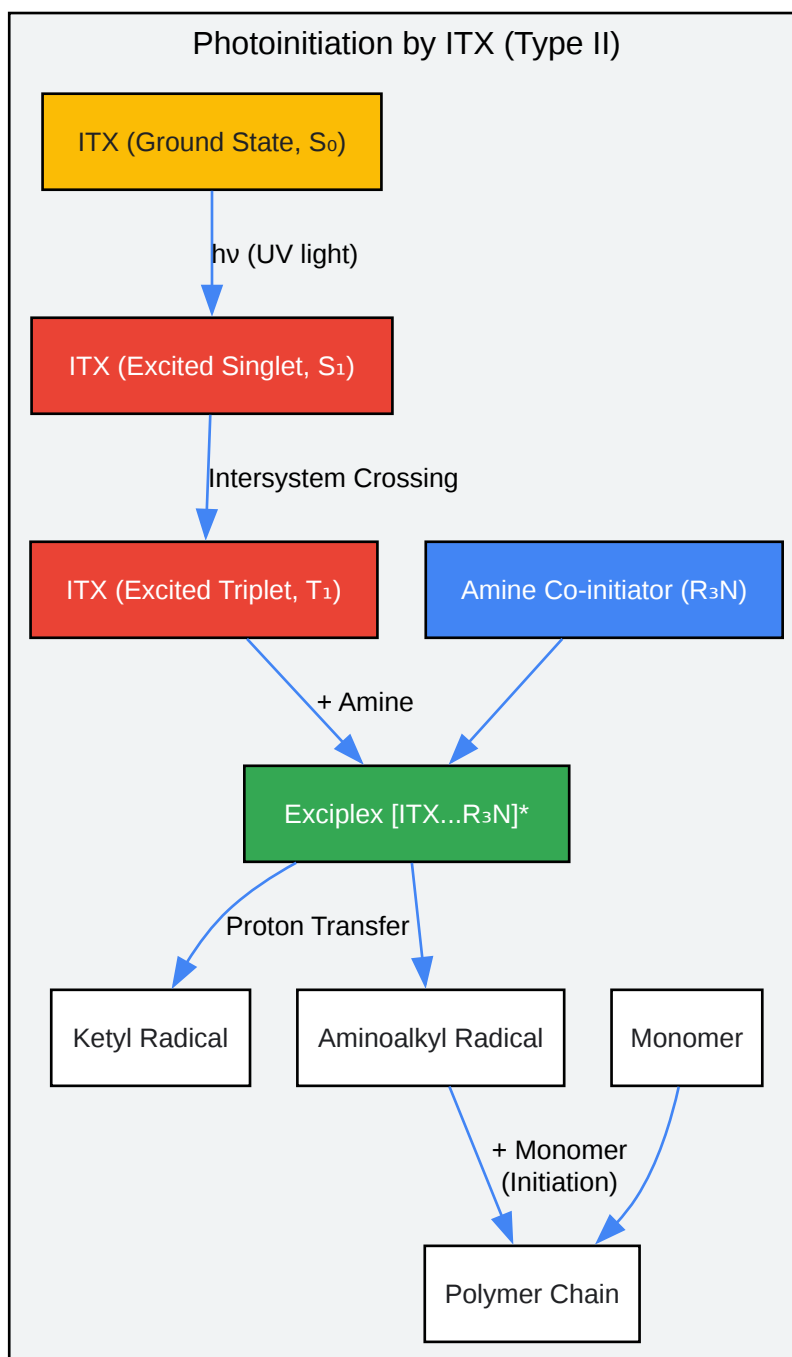 Photoinitiation by ITX (Type II)
ITX (Ground State, S₀)
hν (UV light)
ITX (Excited Singlet, S₁)
Intersystem Crossing
ITX (Excited Triplet, T₁)
Amine Co-initiator (R₃N)
+ Amine
Exciplex [ITX...R₃N]*
Proton Transfer
Ketyl Radical
Aminoalkyl Radical
Monomer
+ Monomer
(Initiation)
Polymer Chain